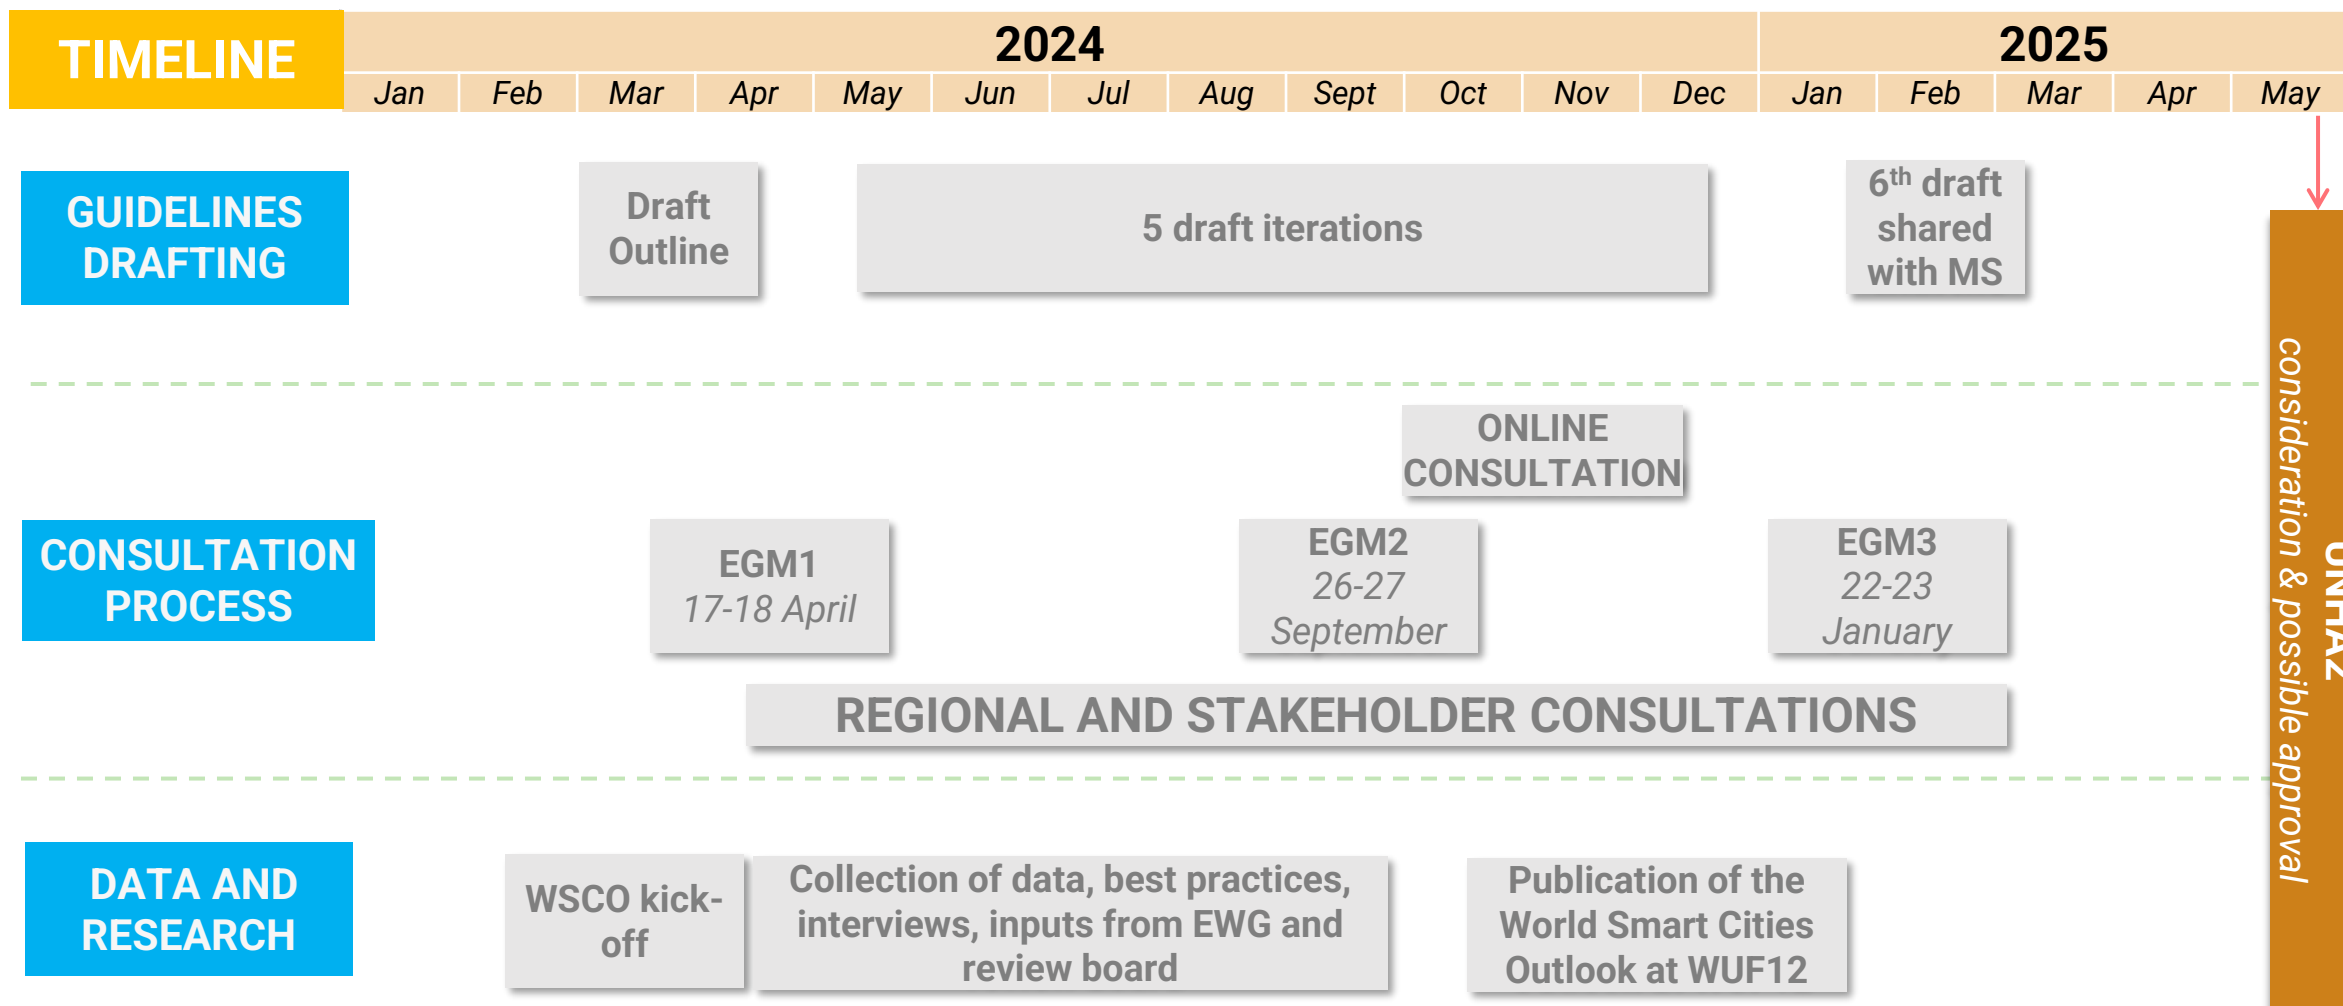 TIMELINE
2024
2025
Jan Feb Mar Apr May Jun Jul Aug Sept Oct Nov Dec Jan Feb Mar Apr May
GUIDELINES
DRAFTING
Draft
Outline
5 draft iterations
6th draft
shared
with MS
CONSULTATION
PROCESS
ONLINE
CONSULTATION
EGM1
17-18 April
EGM2
26-27
September
EGM3
22-23
January
REGIONAL AND STAKEHOLDER CONSULTATIONS
DATA AND
RESEARCH
WSCO kick-
off
Collection of data, best practices,
interviews, inputs from EWG and
review board
Publication of the
World Smart Cities
Outlook at WUF12
UNHA2
consideration & possible approval